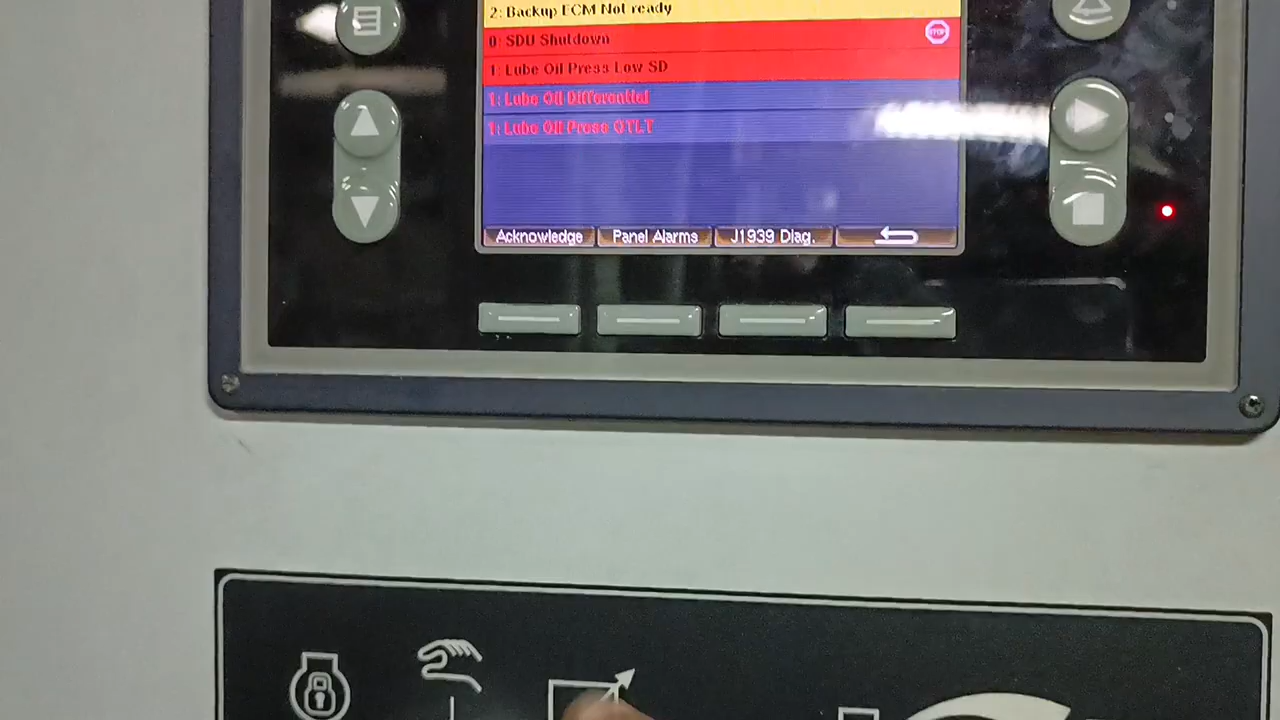 2: Backup ECM Not ready
0: SDU Shutdown
STOP
1: Lube Oil Press Low SD
1: Lube Oil Differential
1: Lube Oil Press OTLT
Acknowledge Panel Alarms J1939 Diag.